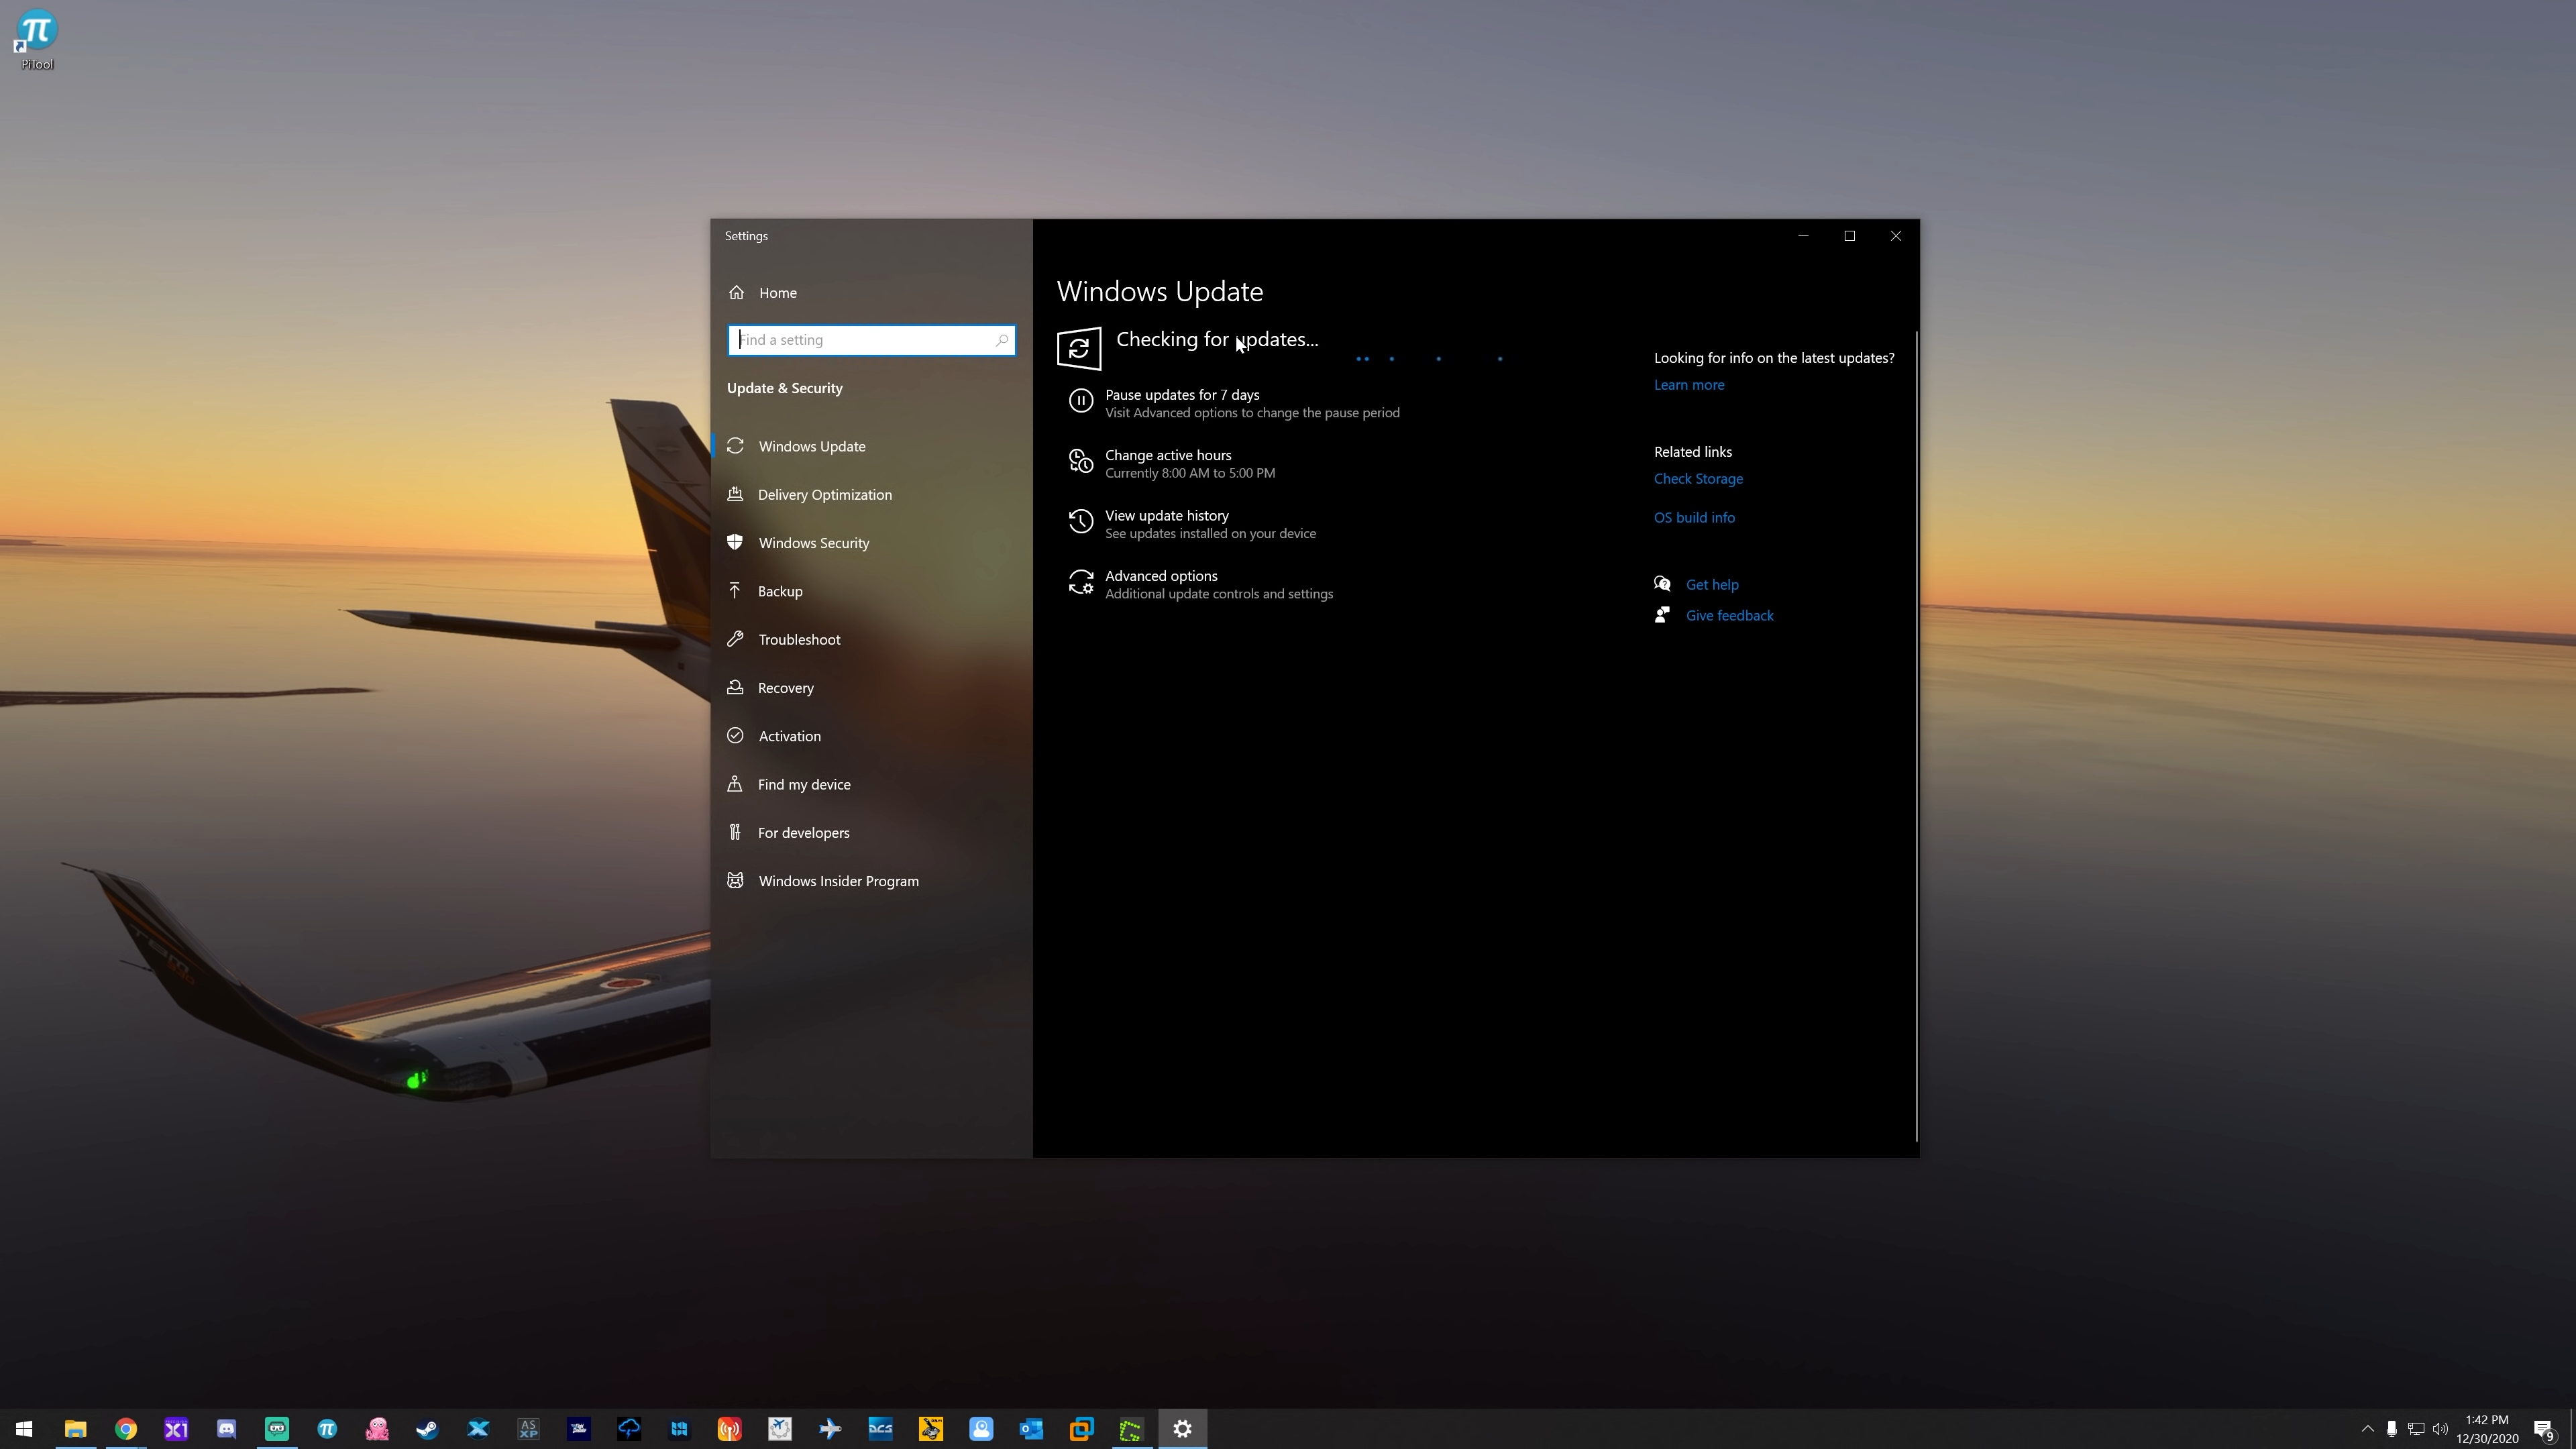 PiTool
Settings
Home
Find a setting
Update & Security
Windows Update
Delivery Optimization
Windows Security
Backup
Troubleshoot
Recovery
Activation
Find my device
For developers
Windows Insider Program
Windows Update
Checking for updates...
Pause updates for 7 days
Visit Advanced options to change the pause period
Change active hours
Currently 8:00 AM to 5:00 PM
View update history
See updates installed on your device
Advanced options
Additional update controls and settings
Looking for info on the latest updates?
Learn more
Related links
Check Storage
OS build info
Get help
Give feedback
X1
AS
XP
DCS
1:42 PM
12/30/2020
9